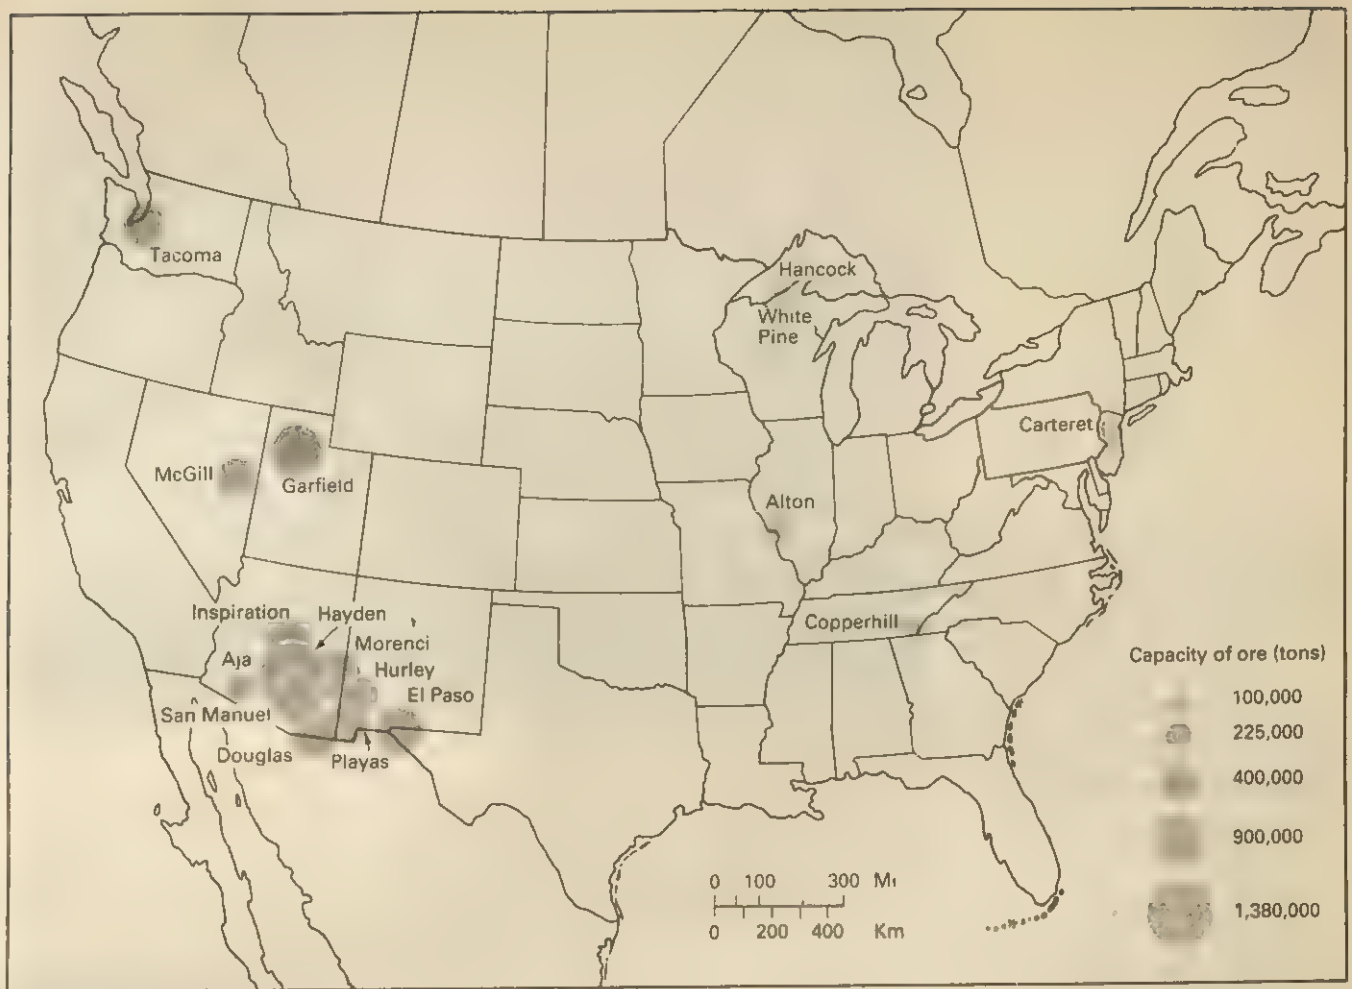 Tacoma
Hancock
White
Pine
Carteret
McGill
Garfield
Alton
Inspiration
Hayden
Morenci
Aja
Hurley
El Paso
San Manuel
Douglas
Playas
Copperhill
Capacity of ore (tons)
100,000
225,000
400,000
900,000
1,380,000
0 100 300 Mi
0 200 400 Km